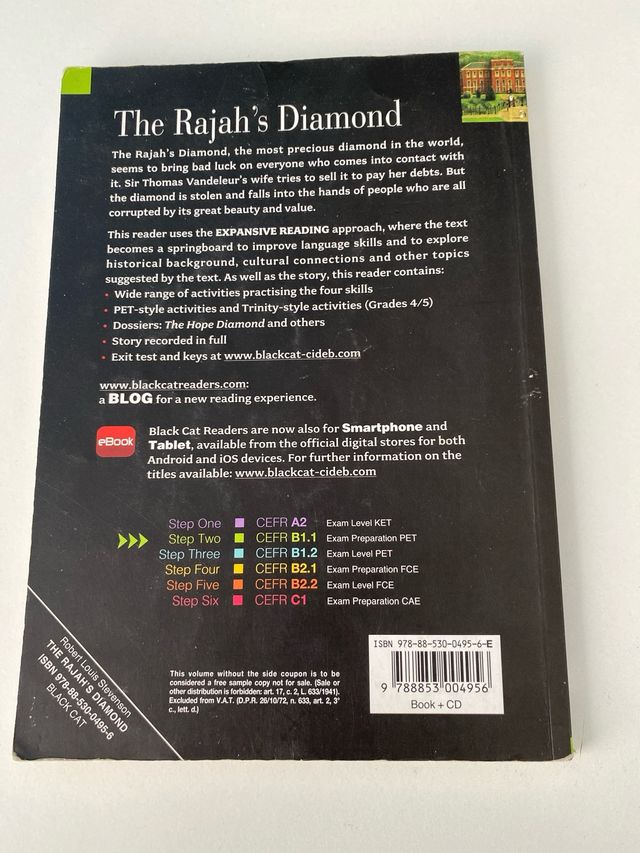 The Rajah's Diamond
The Rajah's Diamond, the most precious diamond in the world,
seems to bring bad luck on everyone who comes into contact with
it. Sir Thomas Vandeleur's wife tries to sell it to pay her debts. But
the diamond is stolen and falls into the hands of people who are all
corrupted by its great beauty and value.
This reader uses the EXPANSIVE READING approach, where the text
becomes a springboard to improve language skills and to explore
historical background, cultural connections and other topics
suggested by the text. As well as the story, this reader contains:
• Wide range of activities practising the four skills
• PET-style activities and Trinity-style activities (Grades 4/5)
• Dossiers: The Hope Diamond and others
• Story recorded in full
• Exit test and keys at www.blackcat-cideb.com
www.blackcatreaders.com:
a BLOG for a new reading experience.
eBook
Black Cat Readers are now also for Smartphone and
Tablet, available from the official digital stores for both
Android and iOS devices. For further information on the
titles available: www.blackcat-cideb.com
Step One CEFR A2 Exam Level KET
Step Two CEFR B1.1 Exam Preparation PET
Step Three CEFR B1.2 Exam Level PET
Step Four CEFR B2.1 Exam Preparation FCE
Step Five CEFR B2.2 Exam Level FCE
Step Six CEFR C1 Exam Preparation CAE
Robert Louis Stevenson
THE RAJAH'S DIAMOND
ISBN 978-88-530-0495-6
BLACK CAT
This volume without the side coupon is to be
considered a free sample copy not for sale. (Sale or
other distribution is forbidden: art. 17, c. 2, L. 633/1941).
Excluded from V.A.T. (D.P.R. 26/10/72, n. 633, art. 2, 3°
c., lett. d.)
ISBN 978-88-530-0495-6-E
9 788853 004956
Book + CD